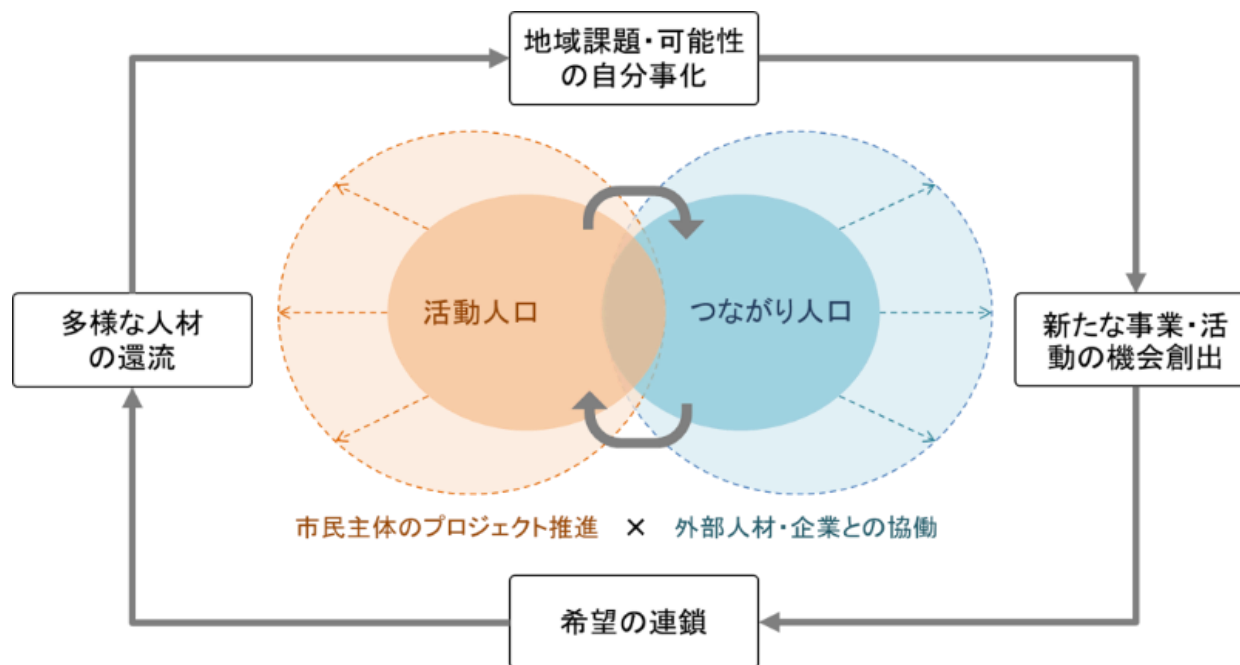 地域課題・可能性
の自分事化
活動人口
つながり人口
多様な人材
の還流
新たな事業・活
動の機会創出
市民主体のプロジェクト推進 × 外部人材・企業との協働
希望の連鎖